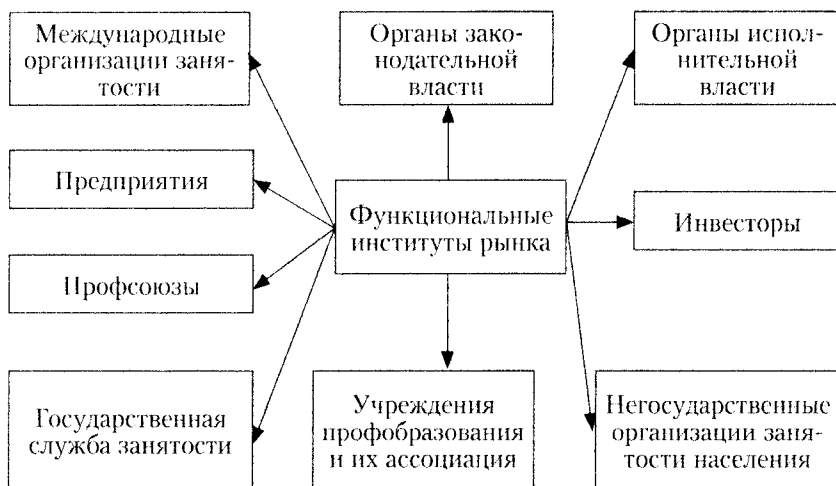 Международные
организации заня-
тости
Органы зако-
нодательной
власти
Органы испол-
нительной
власти
Предприятия
Функциональные
институты рынка
Инвесторы
Профсоюзы
Государственная
служба занятости
Учреждения
профобразования
и их ассоциация
Негосударственные
организации заня-
тости населения